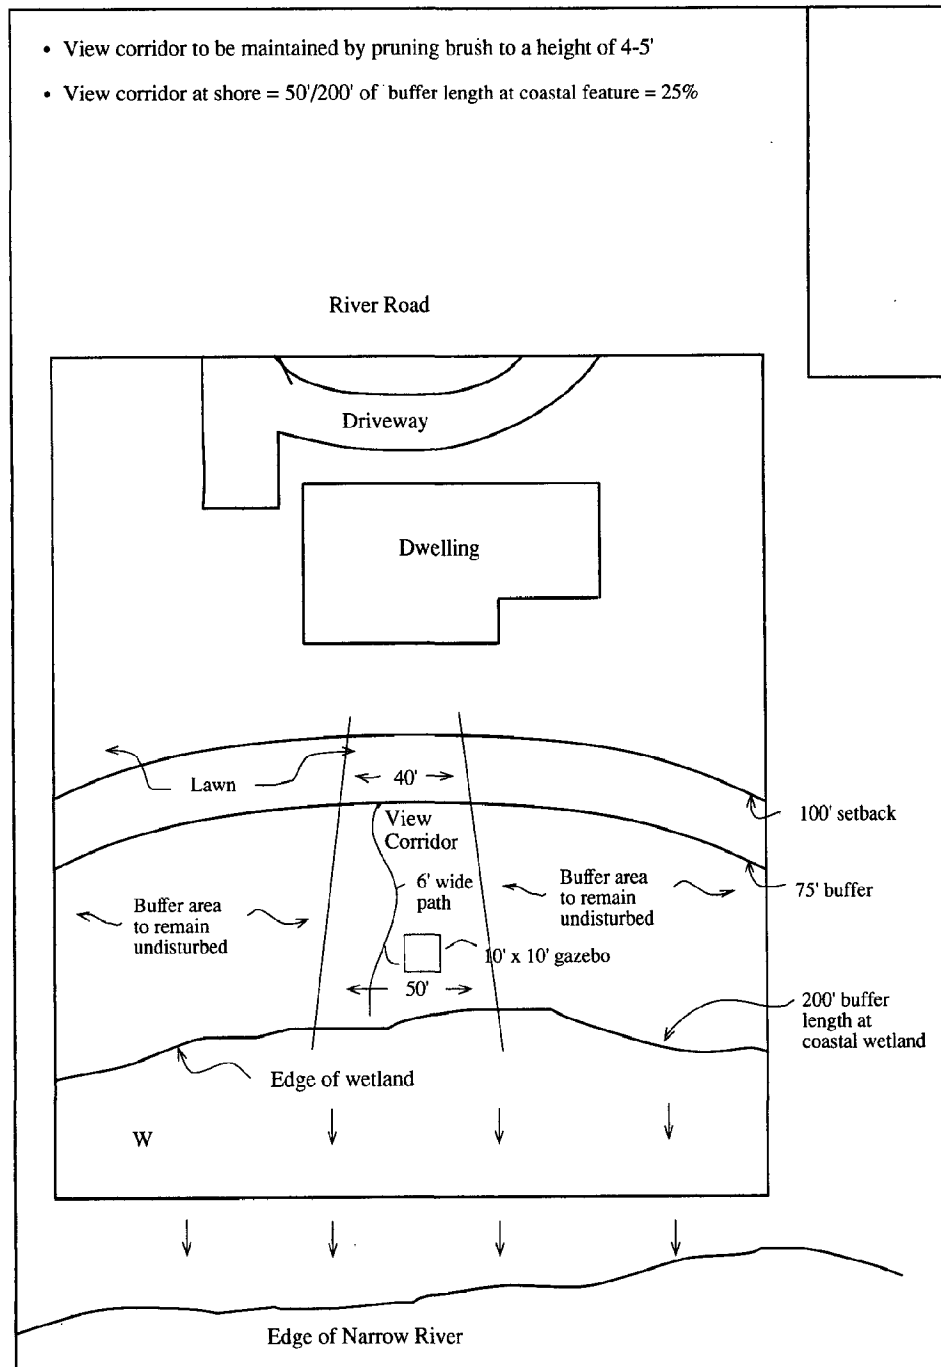 • View corridor to be maintained by pruning brush to a height of 4-5'
• View corridor at shore = 50'/200' of buffer length at coastal feature = 25%
River Road
Driveway
Dwelling
Lawn
40'
100' setback
View
Corridor
6' wide
path
Buffer area
to remain
undisturbed
75' buffer
Buffer area
to remain
undisturbed
10' x 10' gazebo
50'
200' buffer
length at
coastal wetland
Edge of wetland
W
Edge of Narrow River